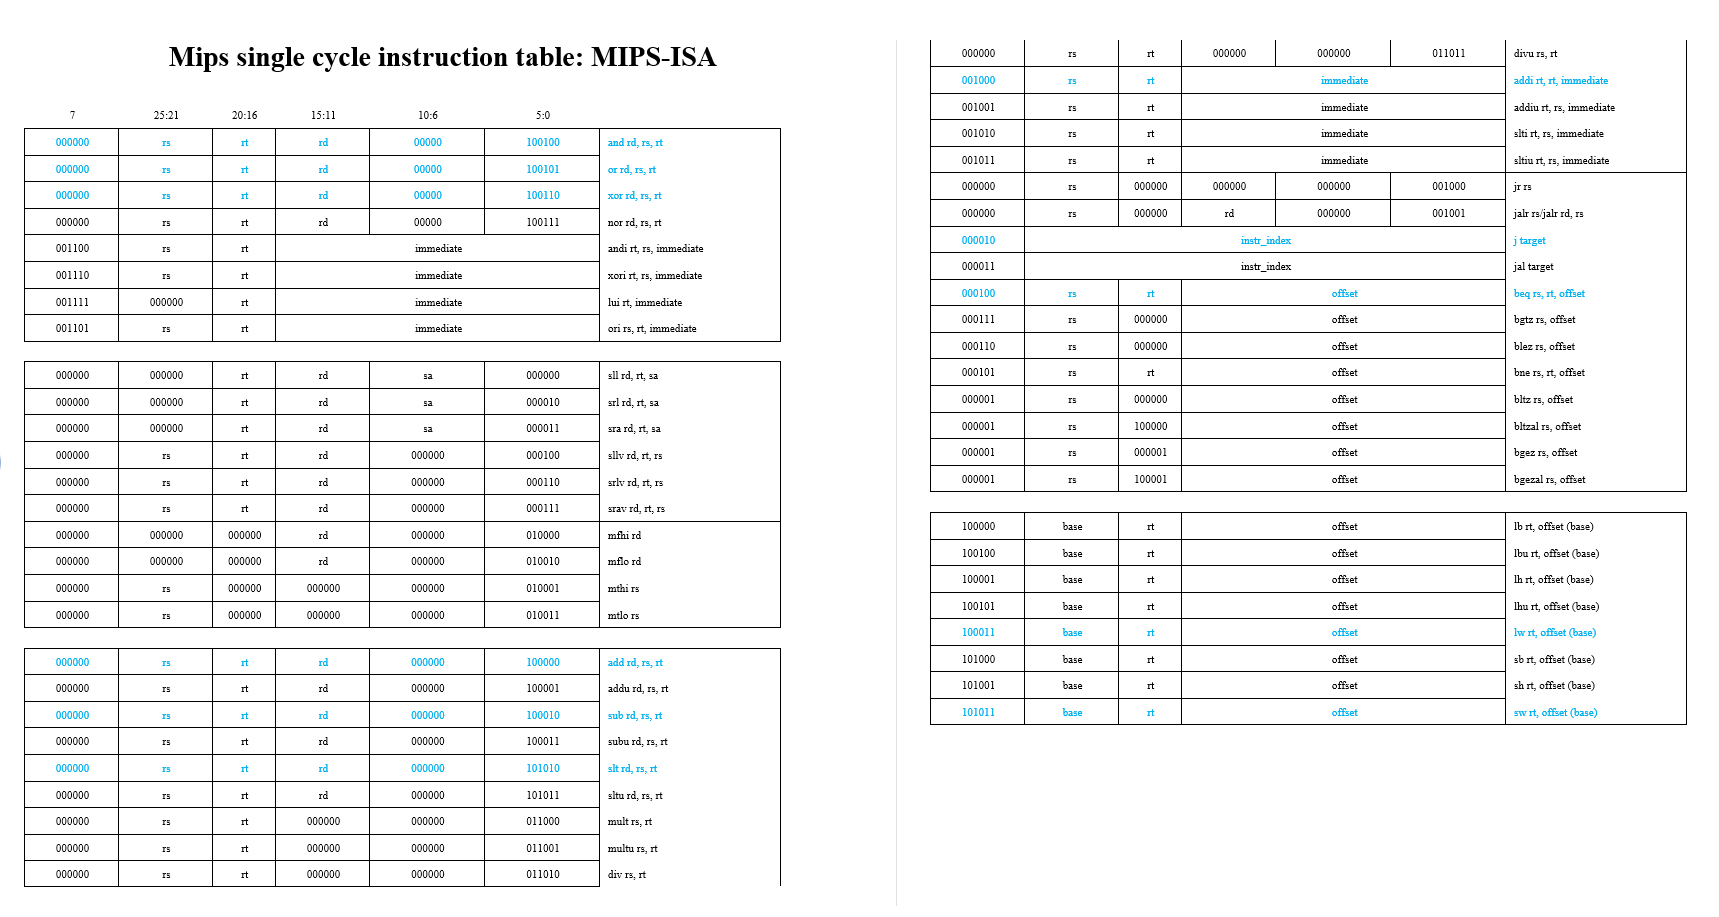 Mips single cycle instruction table: MIPS-ISA
7 25:21 20:16 15:11 10:6 5:0
000000 rs rt rd 00000 100100 and rd, rs, rt
000000 rs rt rd 00000 100101 or rd, rs, rt
000000 rs rt rd 00000 100110 xor rd, rs, rt
000000 rs rt rd 00000 100111 nor rd, rs, rt
001100 rs rt immediate andi rt, rs, immediate
001110 rs rt immediate xori rt, rs, immediate
001111 000000 rt immediate lui rt, immediate
001101 rs rt immediate ori rs, rt, immediate
000000 000000 rt rd sa 000000 sll rd, rt, sa
000000 000000 rt rd sa 000010 srl rd, rt, sa
000000 000000 rt rd sa 000011 sra rd, rt, sa
000000 rs rt rd 000000 000100 sllv rd, rt, rs
000000 rs rt rd 000000 000110 srlv rd, rt, rs
000000 rs rt rd 000000 000111 srav rd, rt, rs
000000 000000 000000 rd 000000 010000 mfhi rd
000000 000000 000000 rd 000000 010010 mflo rd
000000 rs 000000 000000 000000 010001 mthi rs
000000 rs 000000 000000 000000 010011 mtlo rs
000000 rs rt rd 000000 100000 add rd, rs, rt
000000 rs rt rd 000000 100001 addu rd, rs, rt
000000 rs rt rd 000000 100010 sub rd, rs, rt
000000 rs rt rd 000000 100011 subu rd, rs, rt
000000 rs rt rd 000000 101010 slt rd, rs, rt
000000 rs rt rd 000000 101011 sltu rd, rs, rt
000000 rs rt 000000 000000 011000 mult rs, rt
000000 rs rt 000000 000000 011001 multu rs, rt
000000 rs rt 000000 000000 011010 div rs, rt
000000 rs rt 000000 000000 011011 divu rs, rt
001000 rs rt immediate addi rt, rt, immediate
001001 rs rt immediate addiu rt, rs, immediate
001010 rs rt immediate slti rt, rs, immediate
001011 rs rt immediate sltiu rt, rs, immediate
000000 rs 000000 000000 000000 001000 jr rs
000000 rs 000000 rd 000000 001001 jalr rs/jalr rd, rs
000010 instr_index j target
000011 instr_index jal target
000100 rs rt offset beq rs, rt, offset
000111 rs 000000 offset bgtz rs, offset
000110 rs 000000 offset blez rs, offset
000101 rs rt offset bne rs, rt, offset
000001 rs 000000 offset bltz rs, offset
000001 rs 100000 offset bltzal rs, offset
000001 rs 000001 offset bgez rs, offset
000001 rs 100001 offset bgezal rs, offset
100000 base rt offset lb rt, offset (base)
100100 base rt offset lbu rt, offset (base)
100001 base rt offset lh rt, offset (base)
100101 base rt offset lhu rt, offset (base)
100011 base rt offset lw rt, offset (base)
101000 base rt offset sb rt, offset (base)
101001 base rt offset sh rt, offset (base)
101011 base rt offset sw rt, offset (base)